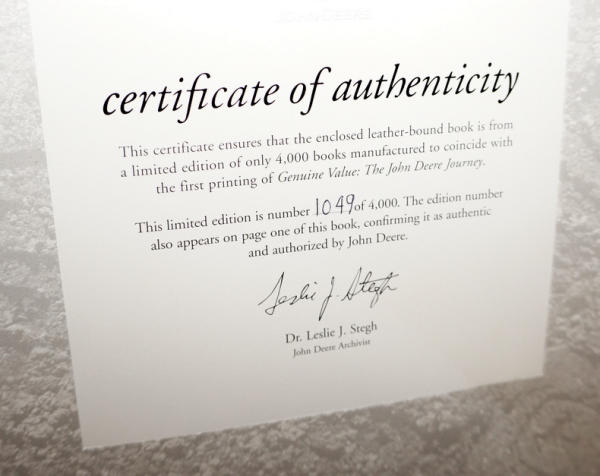 JOHN DEERE
certificate of authenticity
This certificate ensures that the enclosed leather-bound book is from
a limited edition of only 4,000 books manufactured to coincide with
the first printing of Genuine Value: The John Deere Journey.
This limited edition is number 1049 of 4,000. The edition number
also appears on page one of this book, confirming it as authentic
and authorized by John Deere.
Leslie J. Stegh
Dr. Leslie J. Stegh
John Deere Archivist